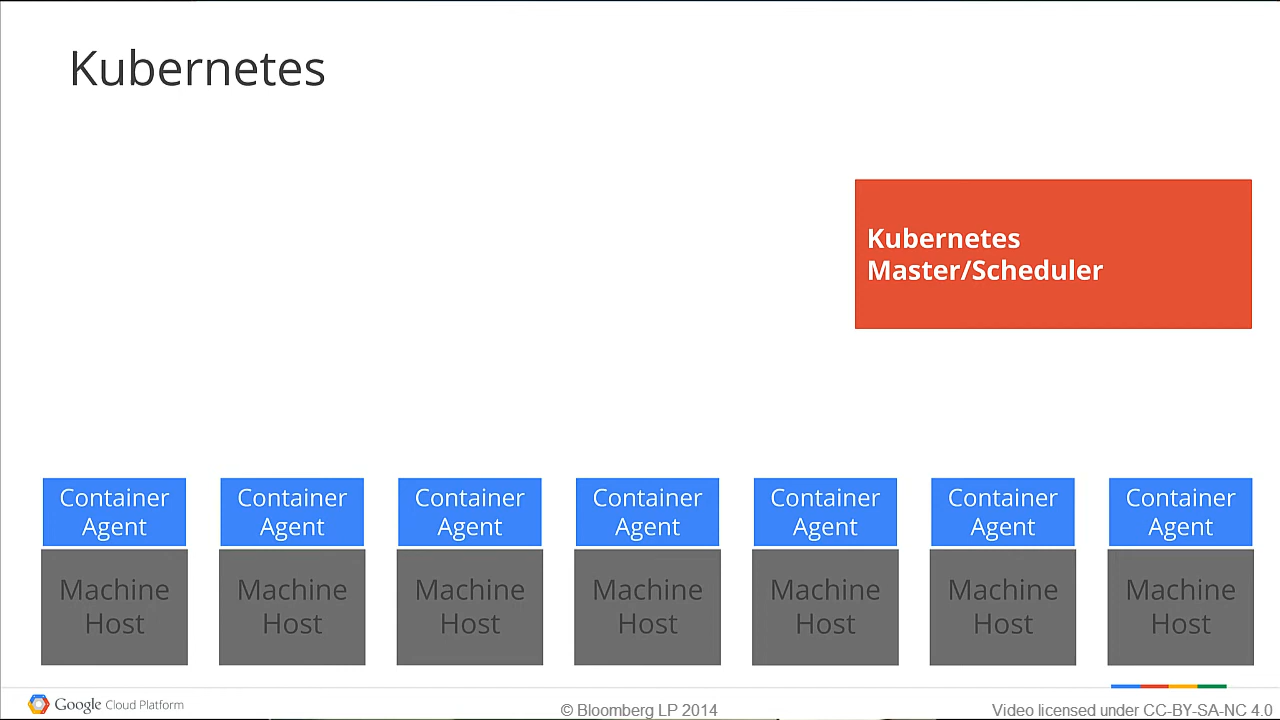 Kubernetes
Kubernetes
Master/Scheduler
Container
Agent
Container
Agent
Container
Agent
Container
Agent
Container
Agent
Container
Agent
Container
Agent
Machine
Host
Machine
Host
Machine
Host
Machine
Host
Machine
Host
Machine
Host
Machine
Host
Google Cloud Platform
© Bloomberg LP 2014
Video licensed under CC-BY-SA-NC 4.0